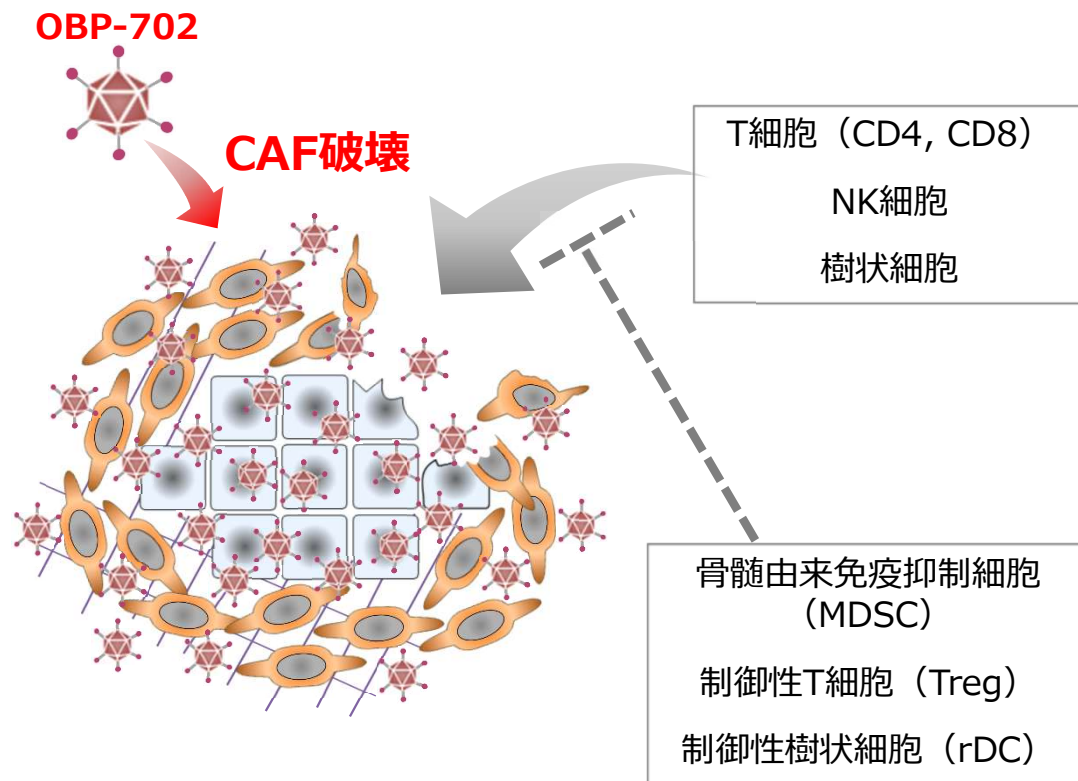 OBP-702
CAF破壊
T細胞（CD4, CD8）
NK細胞
樹状細胞
骨髄由来免疫抑制細胞
（MDSC）
制御性T細胞（Treg）
制御性樹状細胞（rDC）